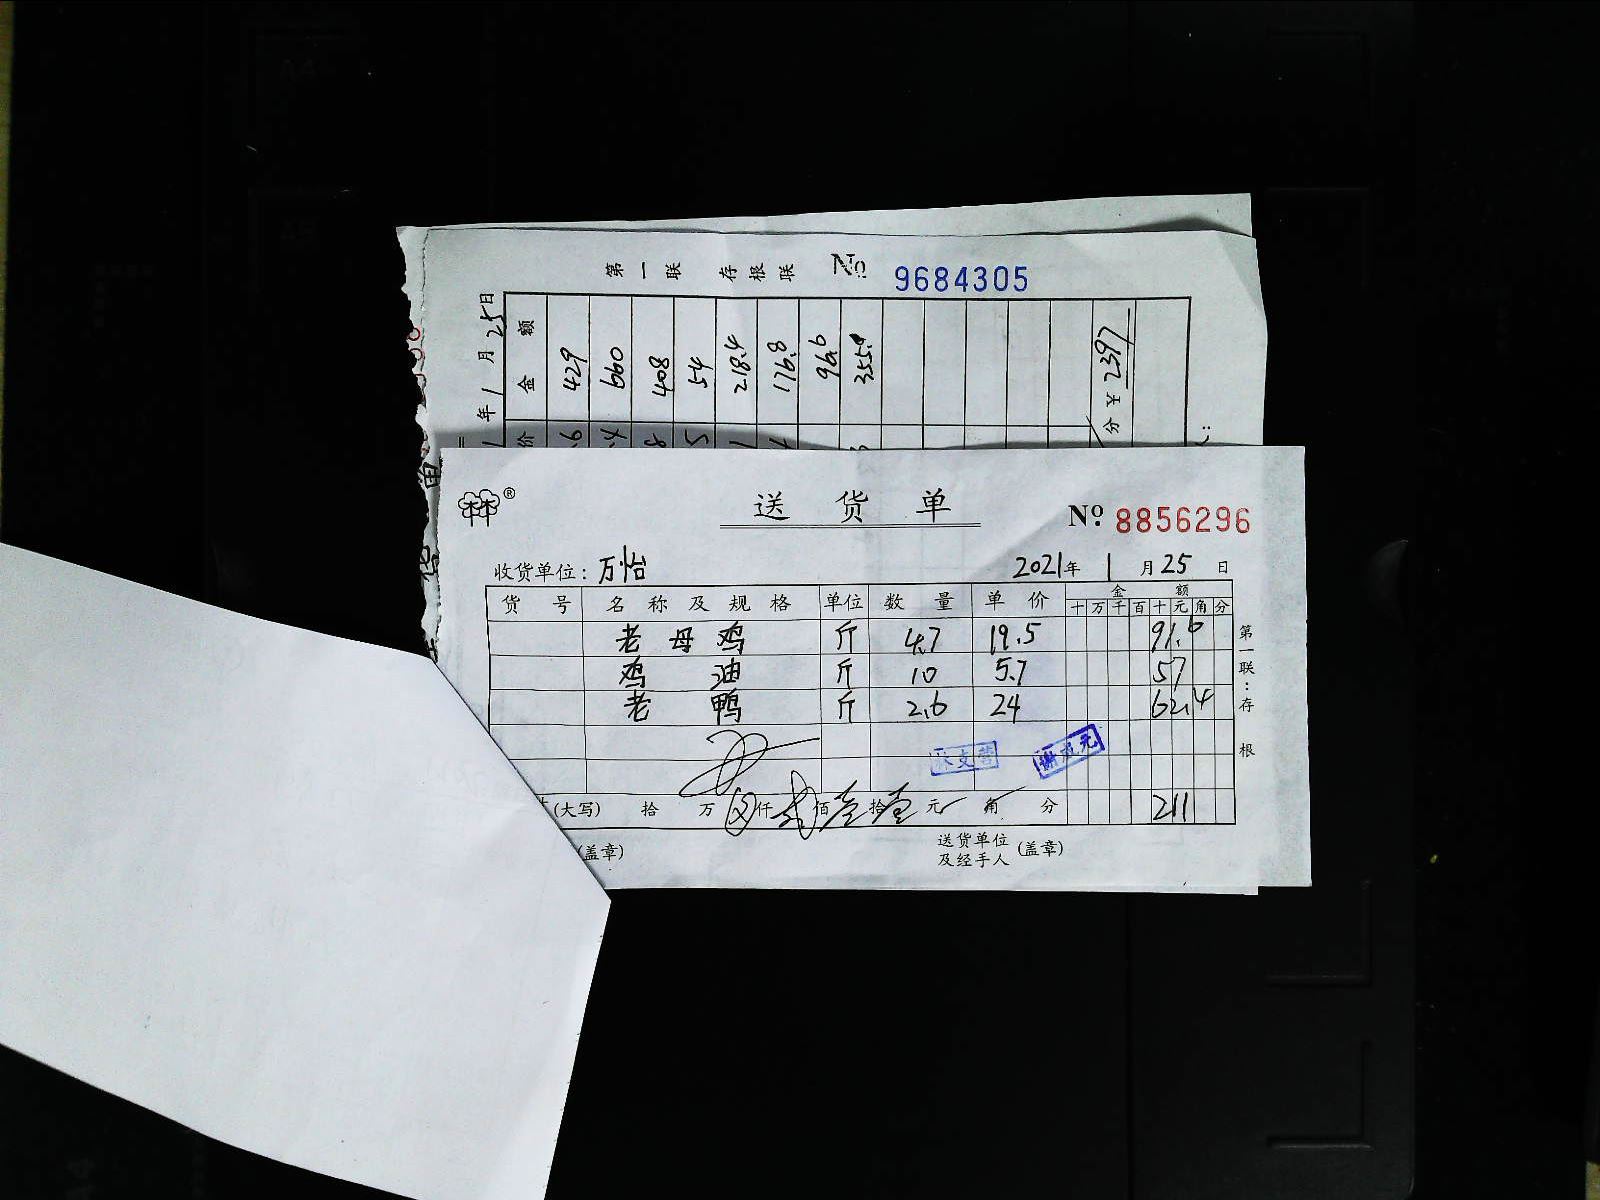 第一联 存根联 № 9684305
年 1 月 25 日
金额
429
660
408
54
218.4
176.8
96.6
355.9
分 2397
林®
送货单
№ 8856296
收货单位：万怡 2021年 1 月 25 日
货号 名称及规格 单位 数量 单价 金额
十 万 千 百 十 元 角 分
老母鸡 斤 4.7 19.5 91.6
鸡油 斤 10 5.7 57
老鸭 斤 2.6 24 62.4
(大写) 拾 万 仟 贰 佰 壹 拾 壹 元 角 分 211
(盖章) 送货单位及经手人 (盖章)
第一联：存根